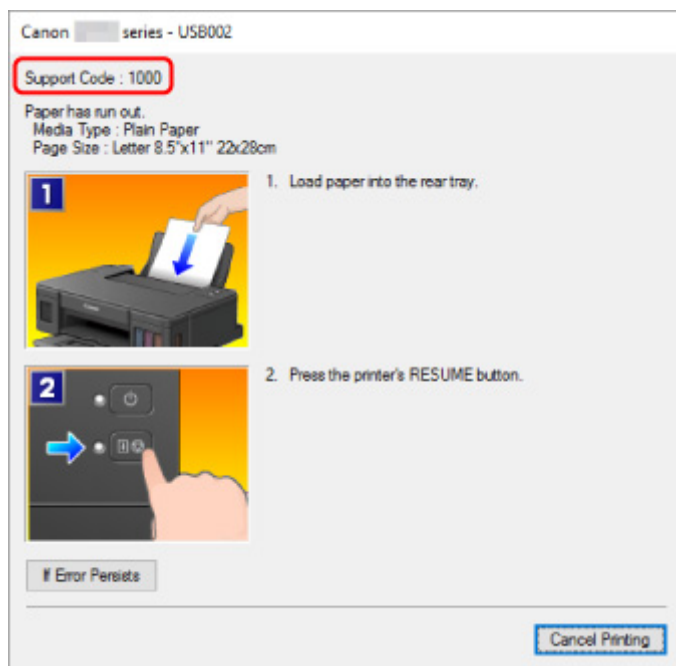 Canon series - USB002
Support Code : 1000
Paper has run out.
Media Type : Plain Paper
Page Size : Letter 8.5"x11" 22x28cm
1
1. Load paper into the rear tray.
2
2. Press the printer's RESUME button.
If Error Persists
Cancel Printing